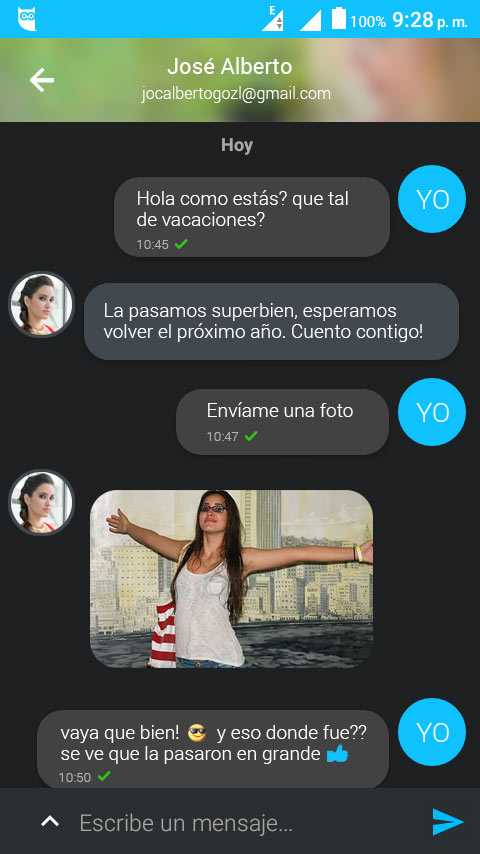 E
100% 9:28 p. m.
José Alberto
jocalbertogozl@gmail.com
Hoy
Hola como estás? que tal
de vacaciones?
10:45
YO
La pasamos superbien, esperamos
volver el próximo año. Cuento contigo!
Envíame una foto
10:47
YO
vaya que bien! 😎 y eso donde fue??
se ve que la pasaron en grande 👍
10:50
YO
Escribe un mensaje...